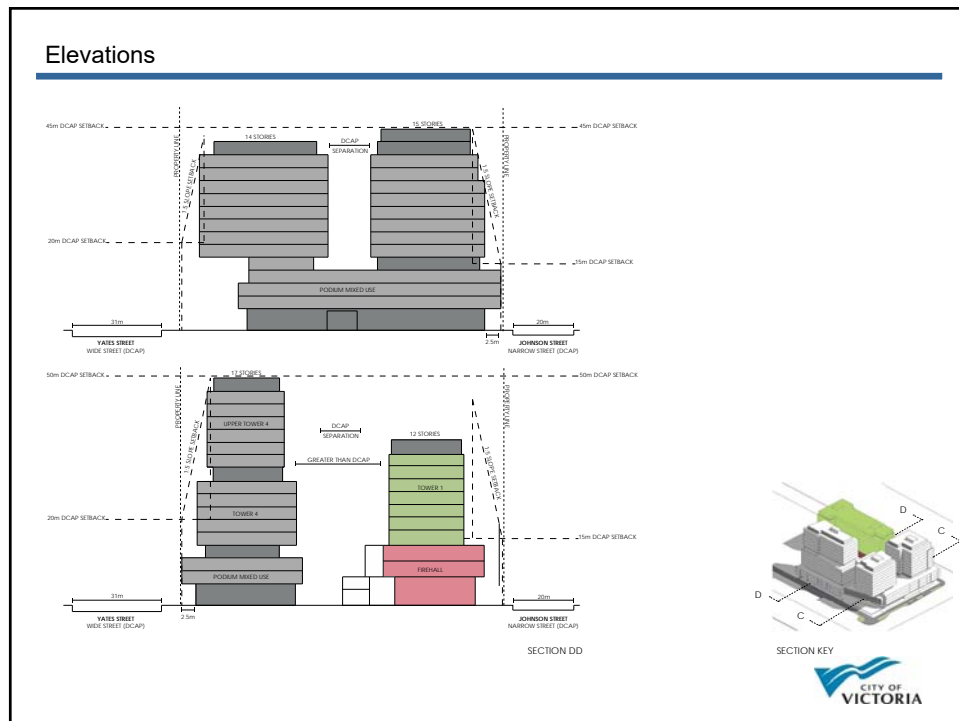 Elevations
45m DCAP SETBACK
PROPERTY LINE
14 STORIES
DCAP
SEPARATION
15 STORIES
PROPERTY LINE
45m DCAP SETBACK
1:5 SLOPE SETBACK
1:5 SLOPE SETBACK
20m DCAP SETBACK
15m DCAP SETBACK
PODIUM MIXED USE
31m
20m
YATES STREET
WIDE STREET (DCAP)
2.5m
JOHNSON STREET
NARROW STREET (DCAP)
50m DCAP SETBACK
PROPERTY LINE
17 STORIES
PROPERTY LINE
50m DCAP SETBACK
1:5 SLOPE SETBACK
UPPER TOWER 4
DCAP
SEPARATION
12 STORIES
1:5 SLOPE SETBACK
GREATER THAN DCAP
TOWER 1
TOWER 4
20m DCAP SETBACK
15m DCAP SETBACK
FIREHALL
PODIUM MIXED USE
31m
20m
YATES STREET
WIDE STREET (DCAP)
2.5m
JOHNSON STREET
NARROW STREET (DCAP)
SECTION DD
D
C
D
C
SECTION KEY
CITY OF
VICTORIA